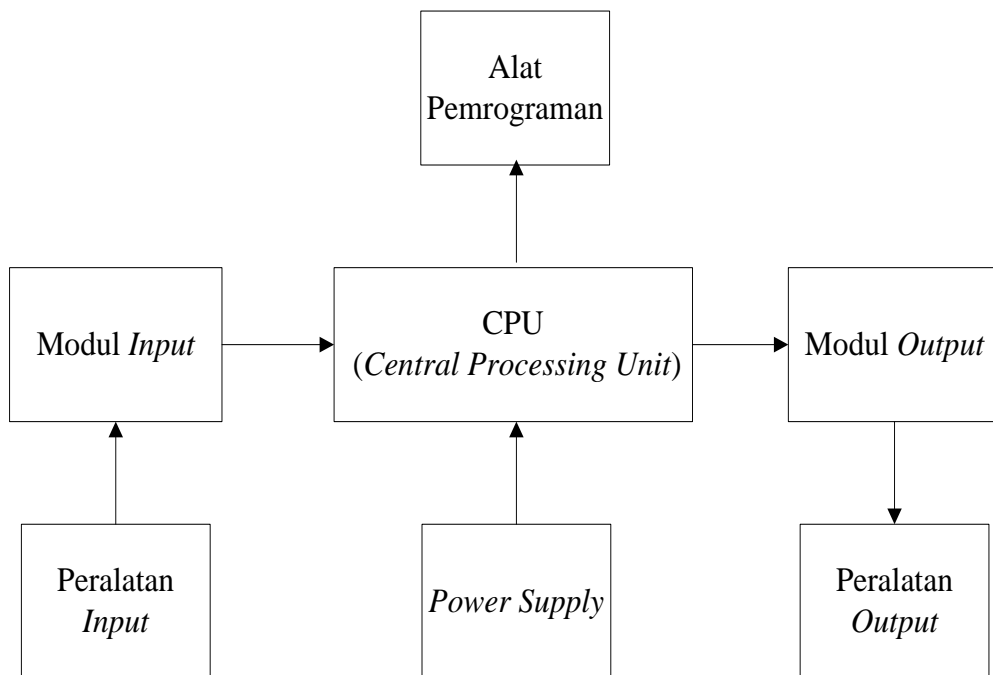 Alat
Pemrograman
Modul Input
CPU
(Central Processing Unit)
Modul Output
Peralatan
Input
Power Supply
Peralatan
Output